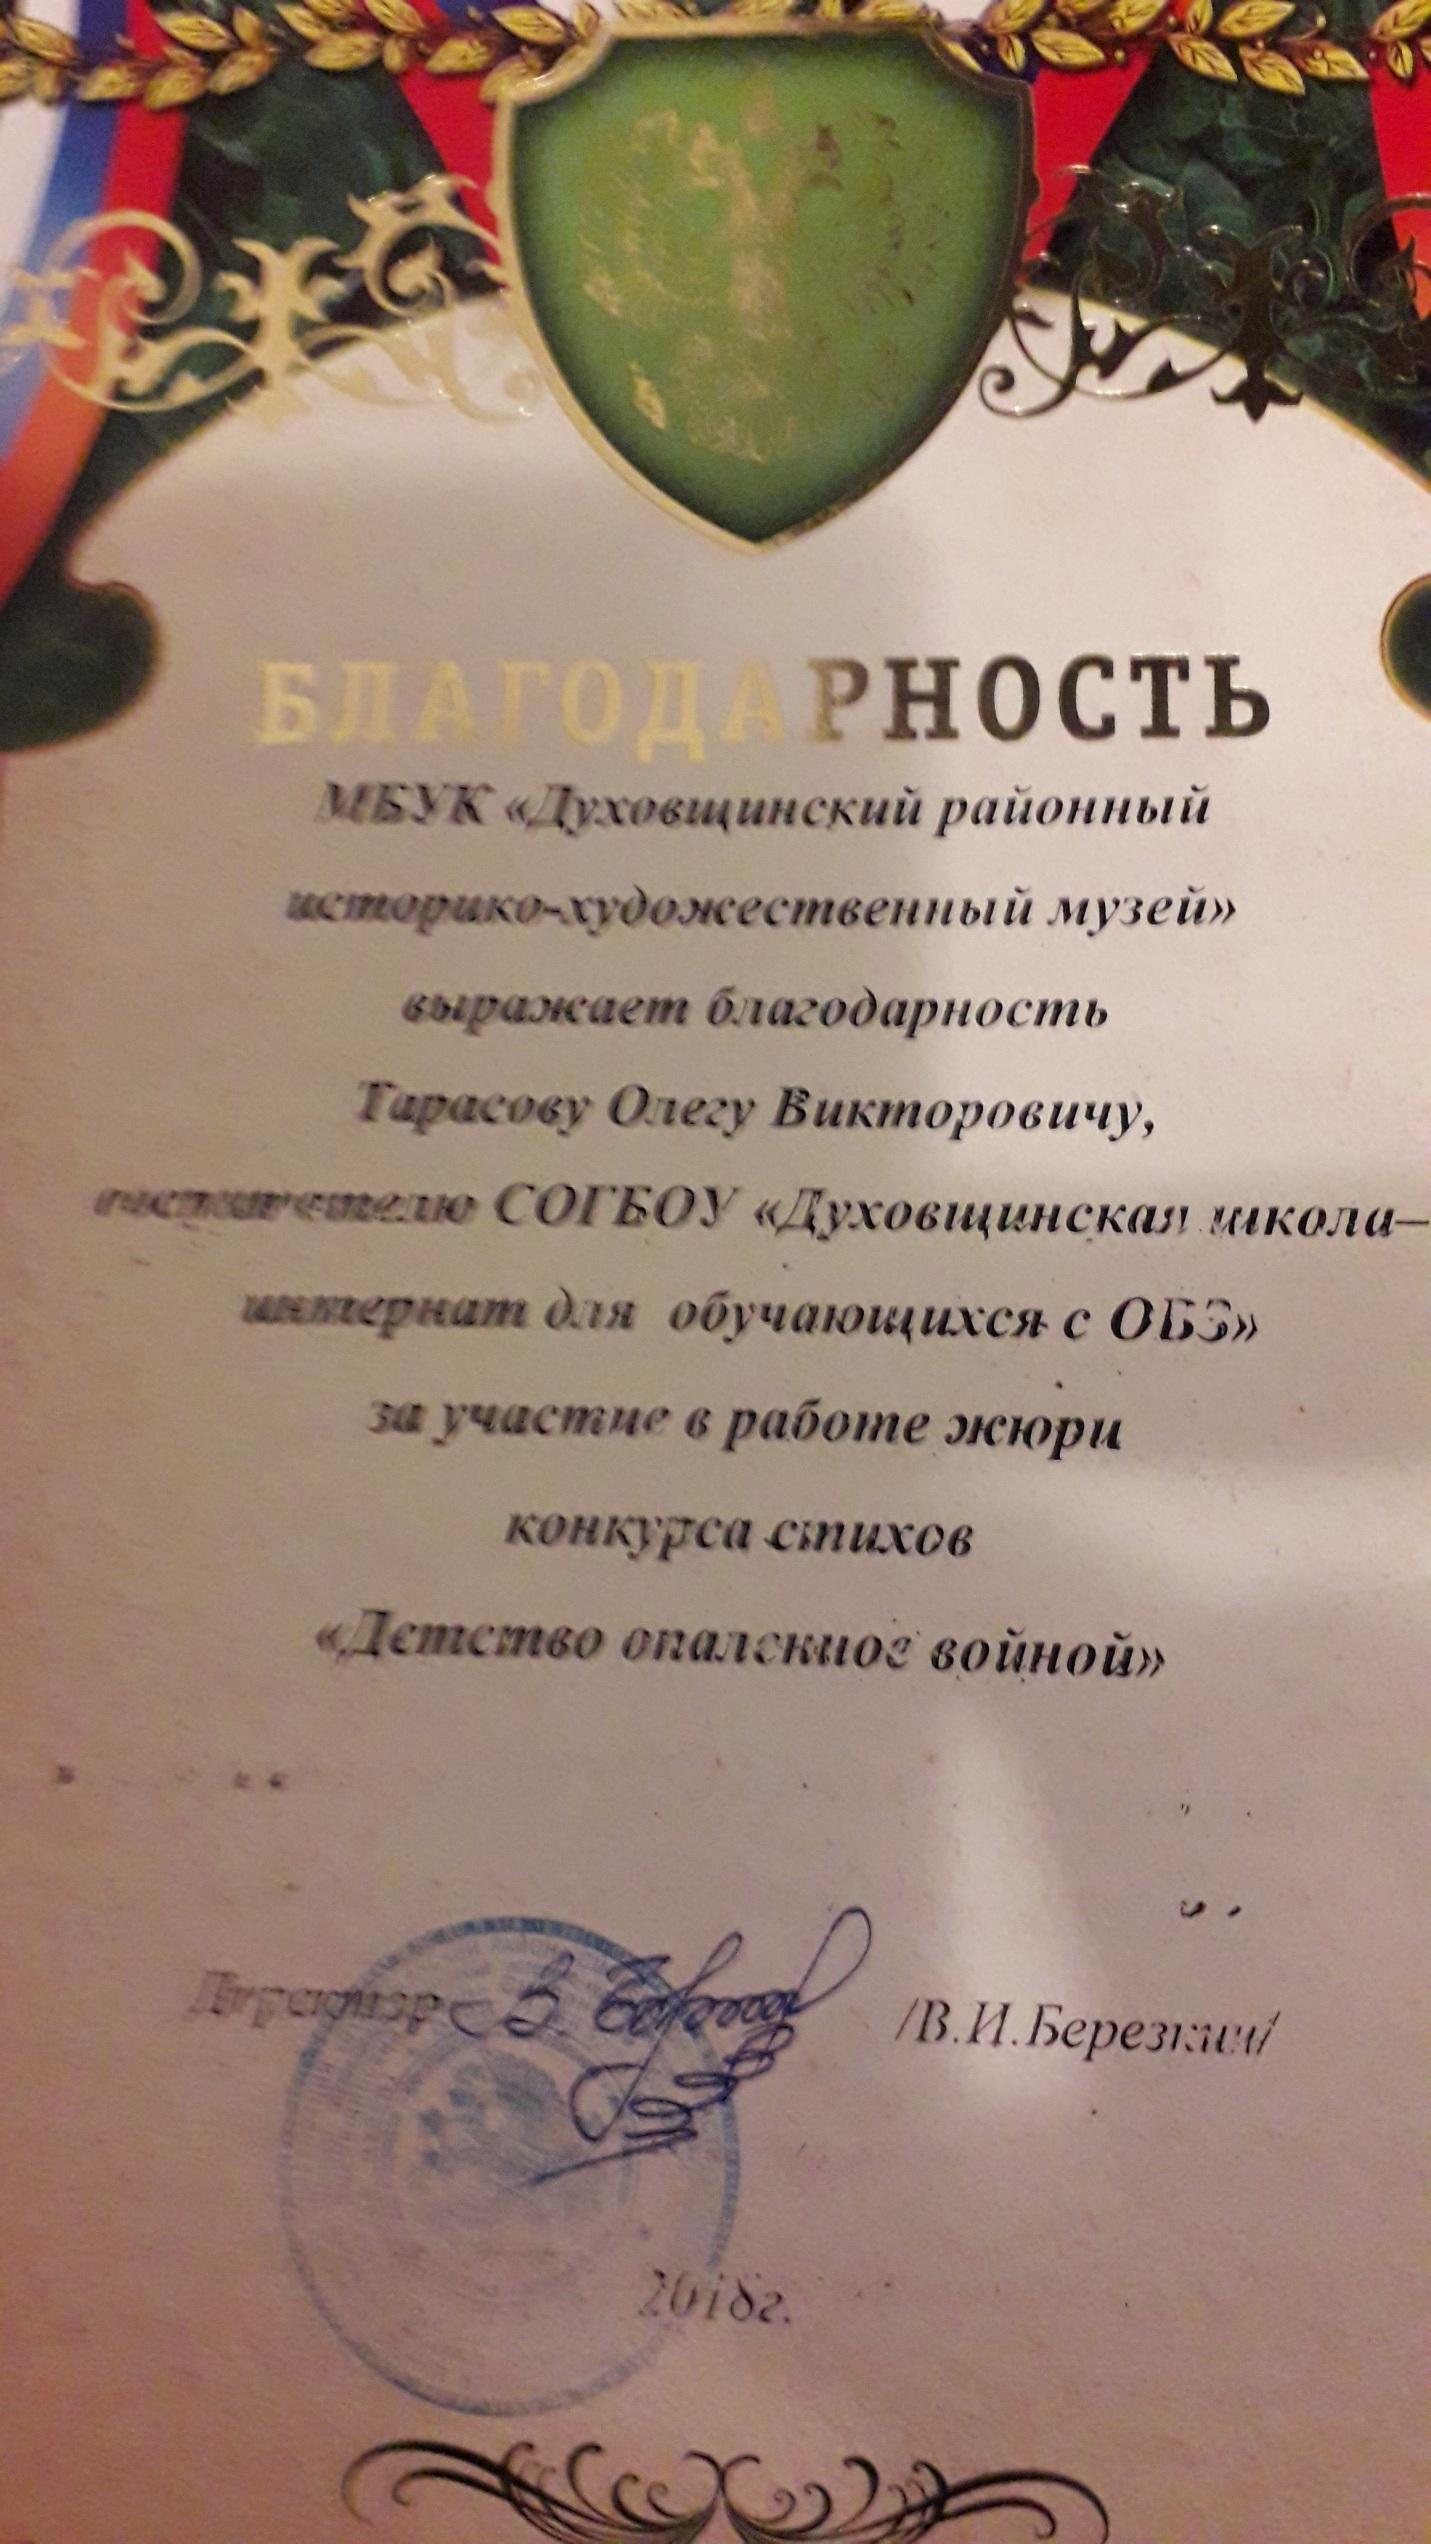 БЛАГОДАРНОСТЬ
МБУК «Духовщинский районный
историко-художественный музей»
выражает благодарность
Тарасову Олегу Викторовичу,
воспитателю СОГБОУ «Духовщинская школа–
интернат для обучающихся с ОВЗ»
за участие в работе жюри
конкурса стихов
«Детство опаленное войной»
Директор /В.И.Березкин/
2018г.